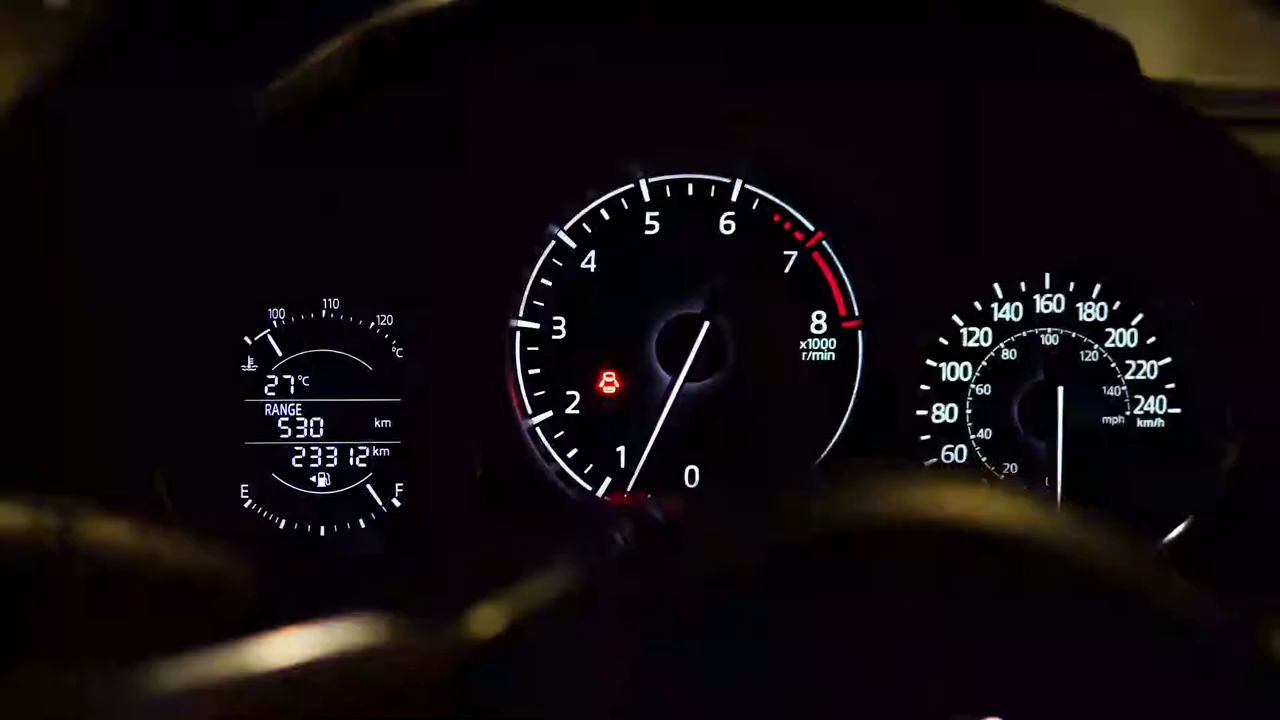 100 110 120
°C
27°C
RANGE
530 km
23312 km
E F
0 1 2 3 4 5 6 7 8
x1000
r/min
60 80 100 120 140 160 180 200 220 240
km/h
20 40 60 80 100 120 140
mph